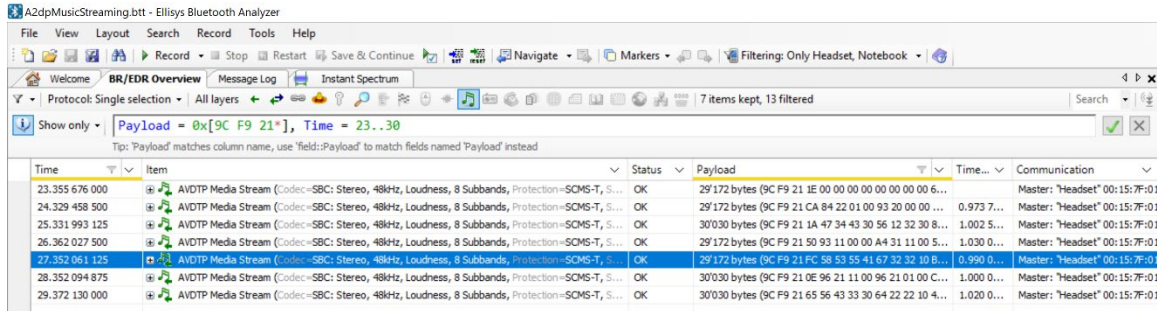 A2dpMusicStreaming.btt - Ellisys Bluetooth Analyzer
File View Layout Search Record Tools Help
Record Stop Restart Save & Continue Navigate Markers Filtering: Only Headset, Notebook
Welcome BR/EDR Overview Message Log Instant Spectrum
Protocol: Single selection All layers 7 items kept, 13 filtered Search
Show only Payload = 0x[9C F9 21*], Time = 23..30
Tip: 'Payload' matches column name, use 'field::Payload' to match fields named 'Payload' instead
Time Item Status Payload Time... Communication
23.355 676 000 AVDTP Media Stream (Codec=SBC: Stereo, 48kHz, Loudness, 8 Subbands, Protection=SCMS-T, S... OK 29'172 bytes (9C F9 21 1E 00 00 00 00 00 00 00 00 6... Master: "Headset" 00:15:7F:01
24.329 458 500 AVDTP Media Stream (Codec=SBC: Stereo, 48kHz, Loudness, 8 Subbands, Protection=SCMS-T, S... OK 29'172 bytes (9C F9 21 CA 84 22 01 00 93 20 00 00 ... 0.973 7... Master: "Headset" 00:15:7F:01
25.331 993 125 AVDTP Media Stream (Codec=SBC: Stereo, 48kHz, Loudness, 8 Subbands, Protection=SCMS-T, S... OK 30'030 bytes (9C F9 21 1A 47 34 43 30 56 12 32 30 8... 1.002 5... Master: "Headset" 00:15:7F:01
26.362 027 500 AVDTP Media Stream (Codec=SBC: Stereo, 48kHz, Loudness, 8 Subbands, Protection=SCMS-T, S... OK 29'172 bytes (9C F9 21 50 93 11 00 00 A4 31 11 00 5... 1.030 0... Master: "Headset" 00:15:7F:01
27.352 061 125 AVDTP Media Stream (Codec=SBC: Stereo, 48kHz, Loudness, 8 Subbands, Protection=SCMS-T, S... OK 29'172 bytes (9C F9 21 FC 58 53 55 41 67 32 32 10 B... 0.990 0... Master: "Headset" 00:15:7F:01
28.352 094 875 AVDTP Media Stream (Codec=SBC: Stereo, 48kHz, Loudness, 8 Subbands, Protection=SCMS-T, S... OK 30'030 bytes (9C F9 21 0E 96 21 11 00 96 21 01 00 C... 1.000 0... Master: "Headset" 00:15:7F:01
29.372 130 000 AVDTP Media Stream (Codec=SBC: Stereo, 48kHz, Loudness, 8 Subbands, Protection=SCMS-T, S... OK 30'030 bytes (9C F9 21 65 56 43 33 30 64 22 22 10 4... 1.020 0... Master: "Headset" 00:15:7F:01